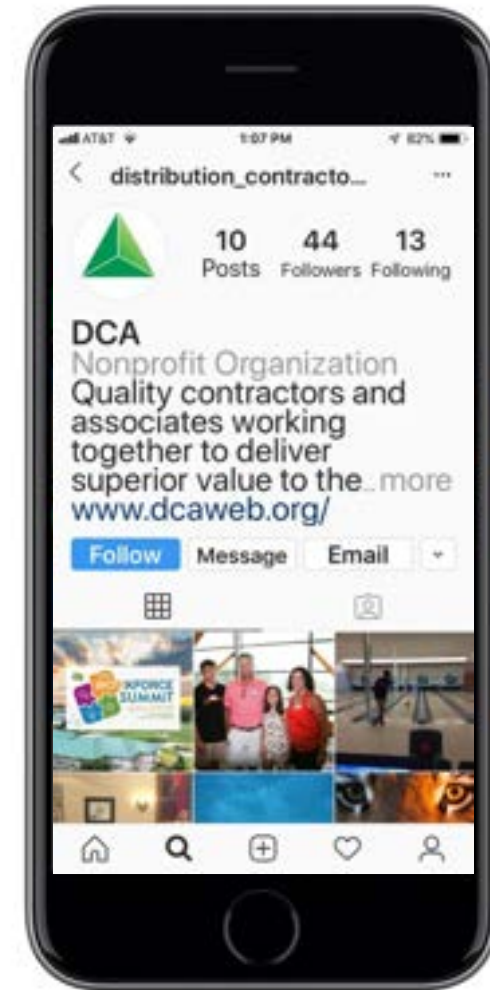 AT&T 1:07 PM 82%
distribution_contracto... ...
10 44 13
Posts Followers Following
DCA
Nonprofit Organization
Quality contractors and
associates working
together to deliver
superior value to the... more
www.dcaweb.org/
Follow Message Email
KFORCE
SUMMIT